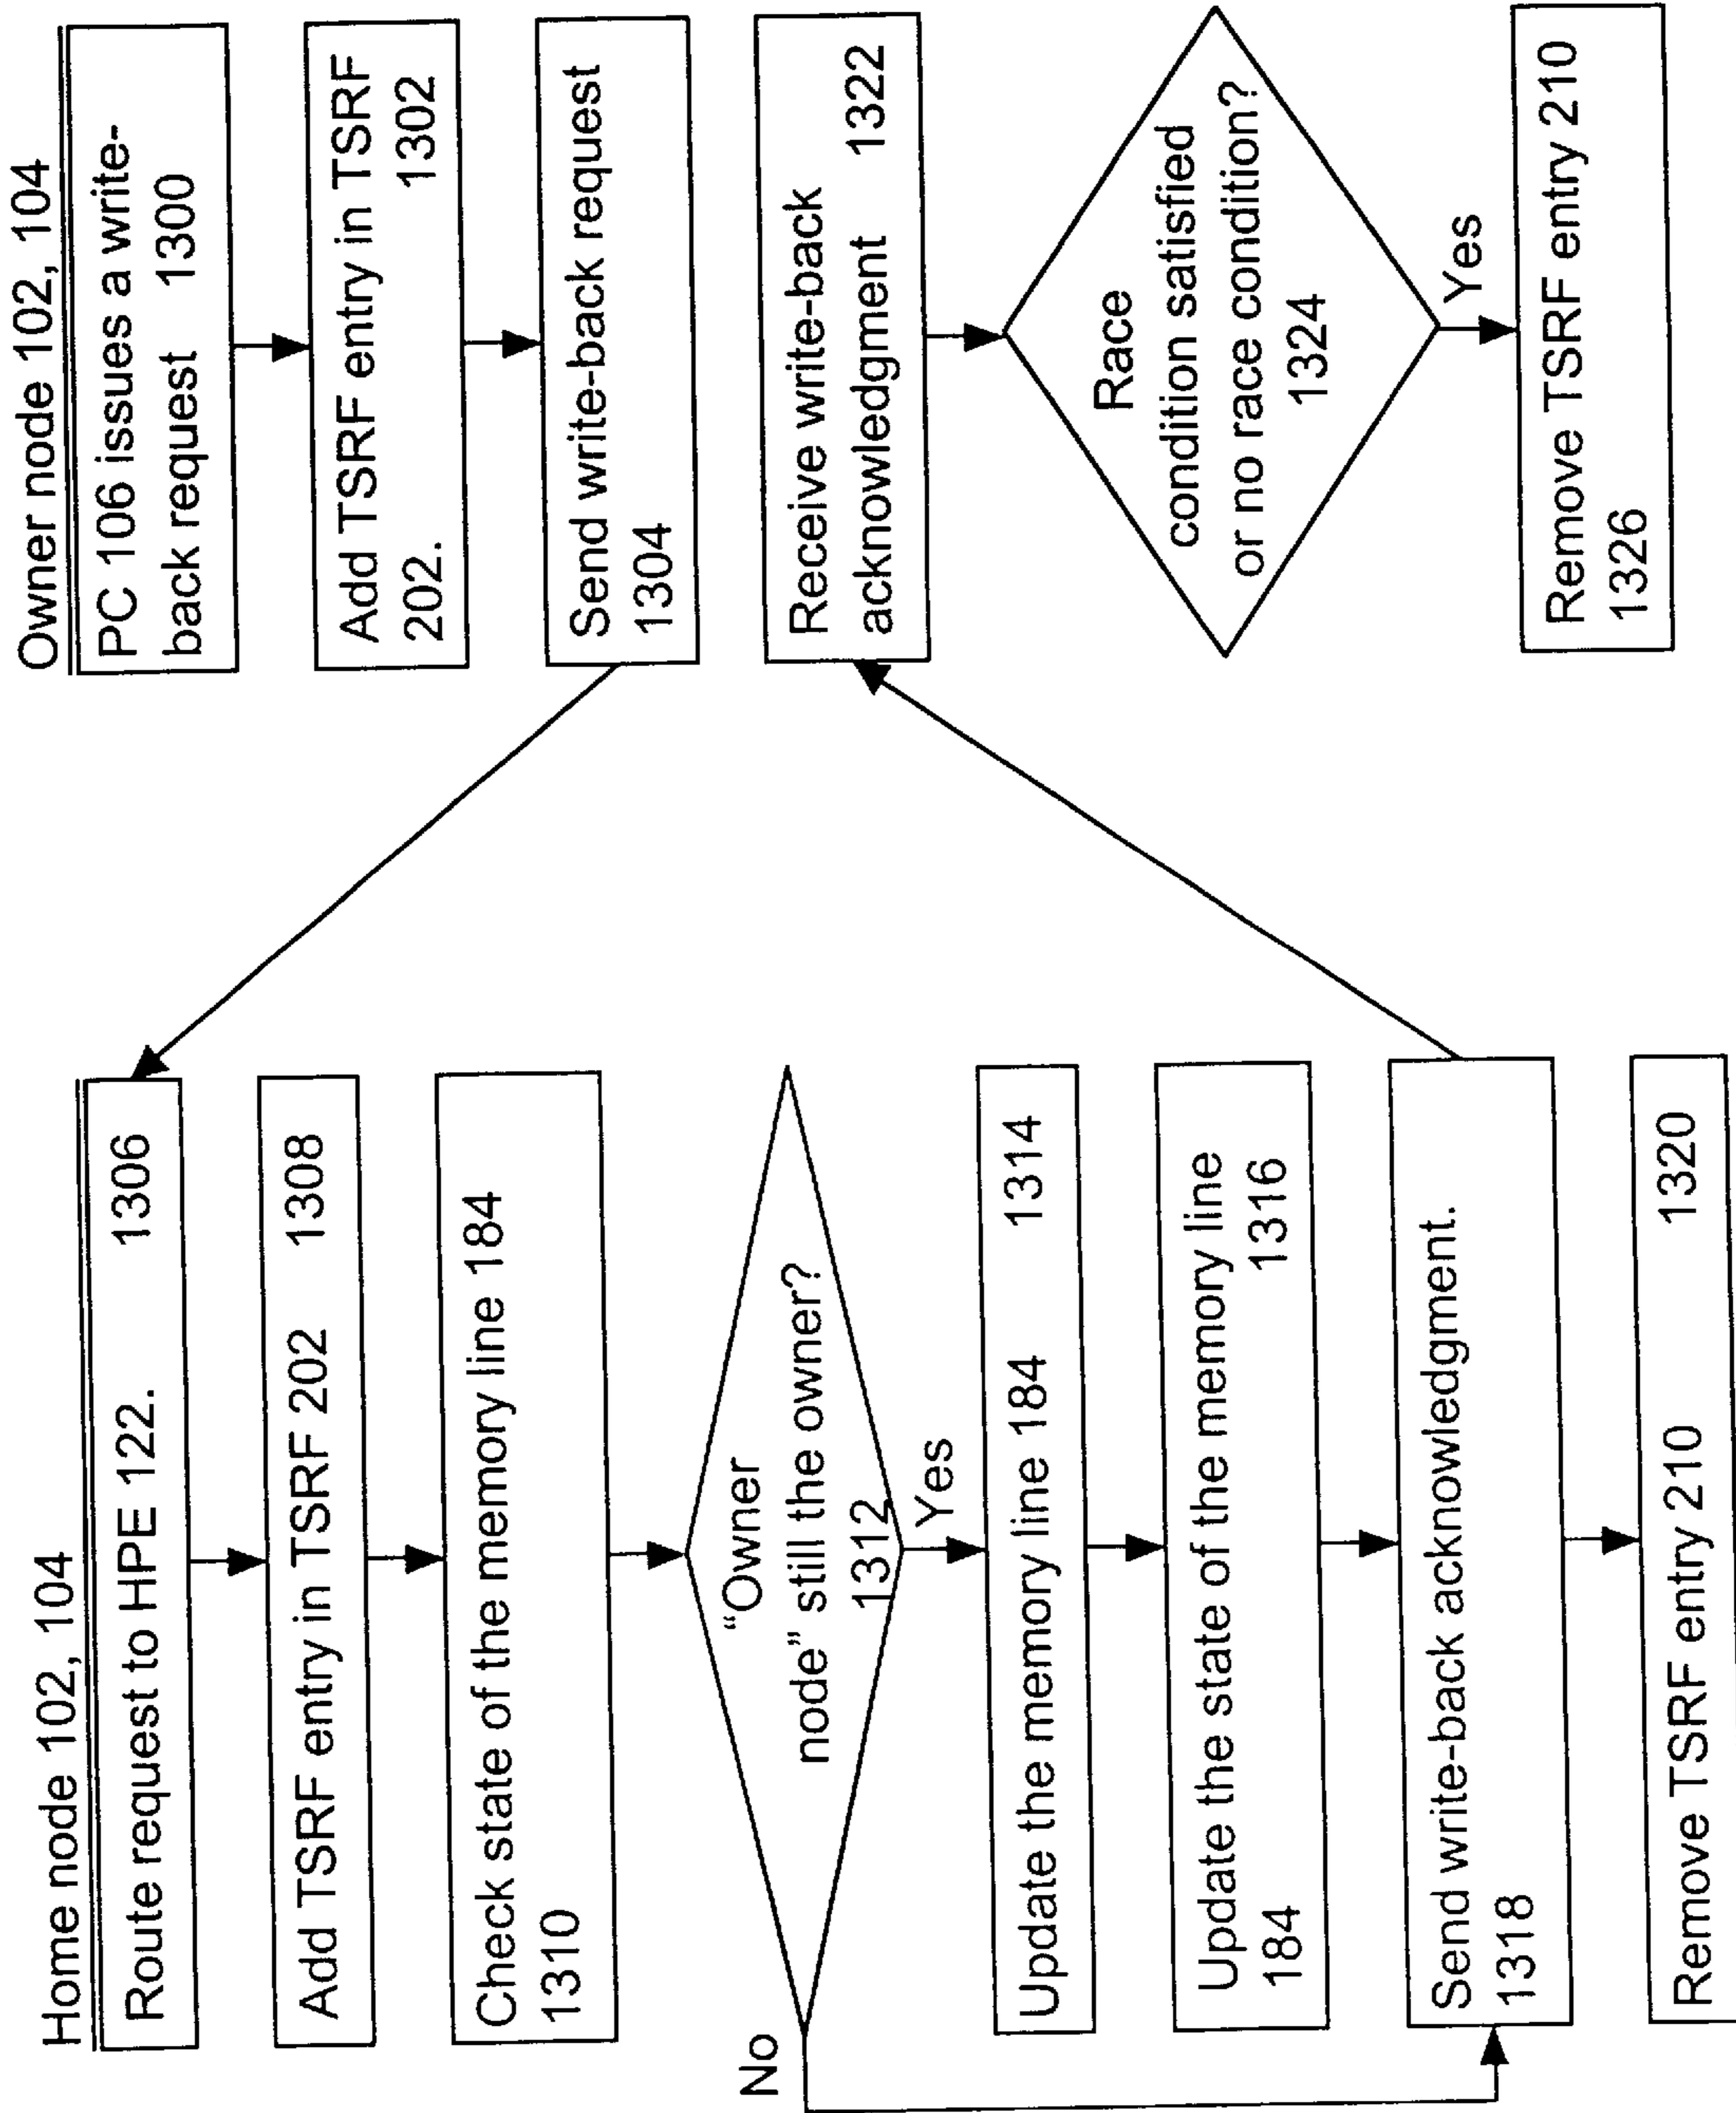 Home node 102, 104
Route request to HPE 122. 1306
Add TSRF entry in TSRF 202 1308
Check state of the memory line 184
1310
“Owner
node” still the owner?
1312
Yes
No
Update the memory line 184 1314
Update the state of the memory line
184 1316
Send write-back acknowledgment.
1318
Remove TSRF entry 210 1320
Owner node 102, 104
PC 106 issues a write-
back request 1300
Add TSRF entry in TSRF
202. 1302
Send write-back request
1304
Receive write-back
acknowledgment 1322
Race
condition satisfied
or no race condition?
1324
Yes
Remove TSRF entry 210
1326